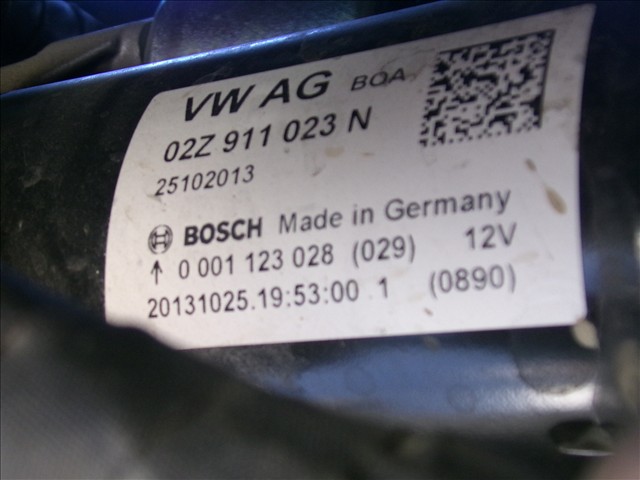 VW AG BOA
02Z 911 023 N
25102013
BOSCH Made in Germany
↑ 0 001 123 028 (029) 12V
20131025.19:53:00 1 (0890)